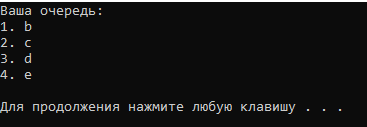 Ваша очередь:
1. b
2. c
3. d
4. e
Для продолжения нажмите любую клавишу . . .